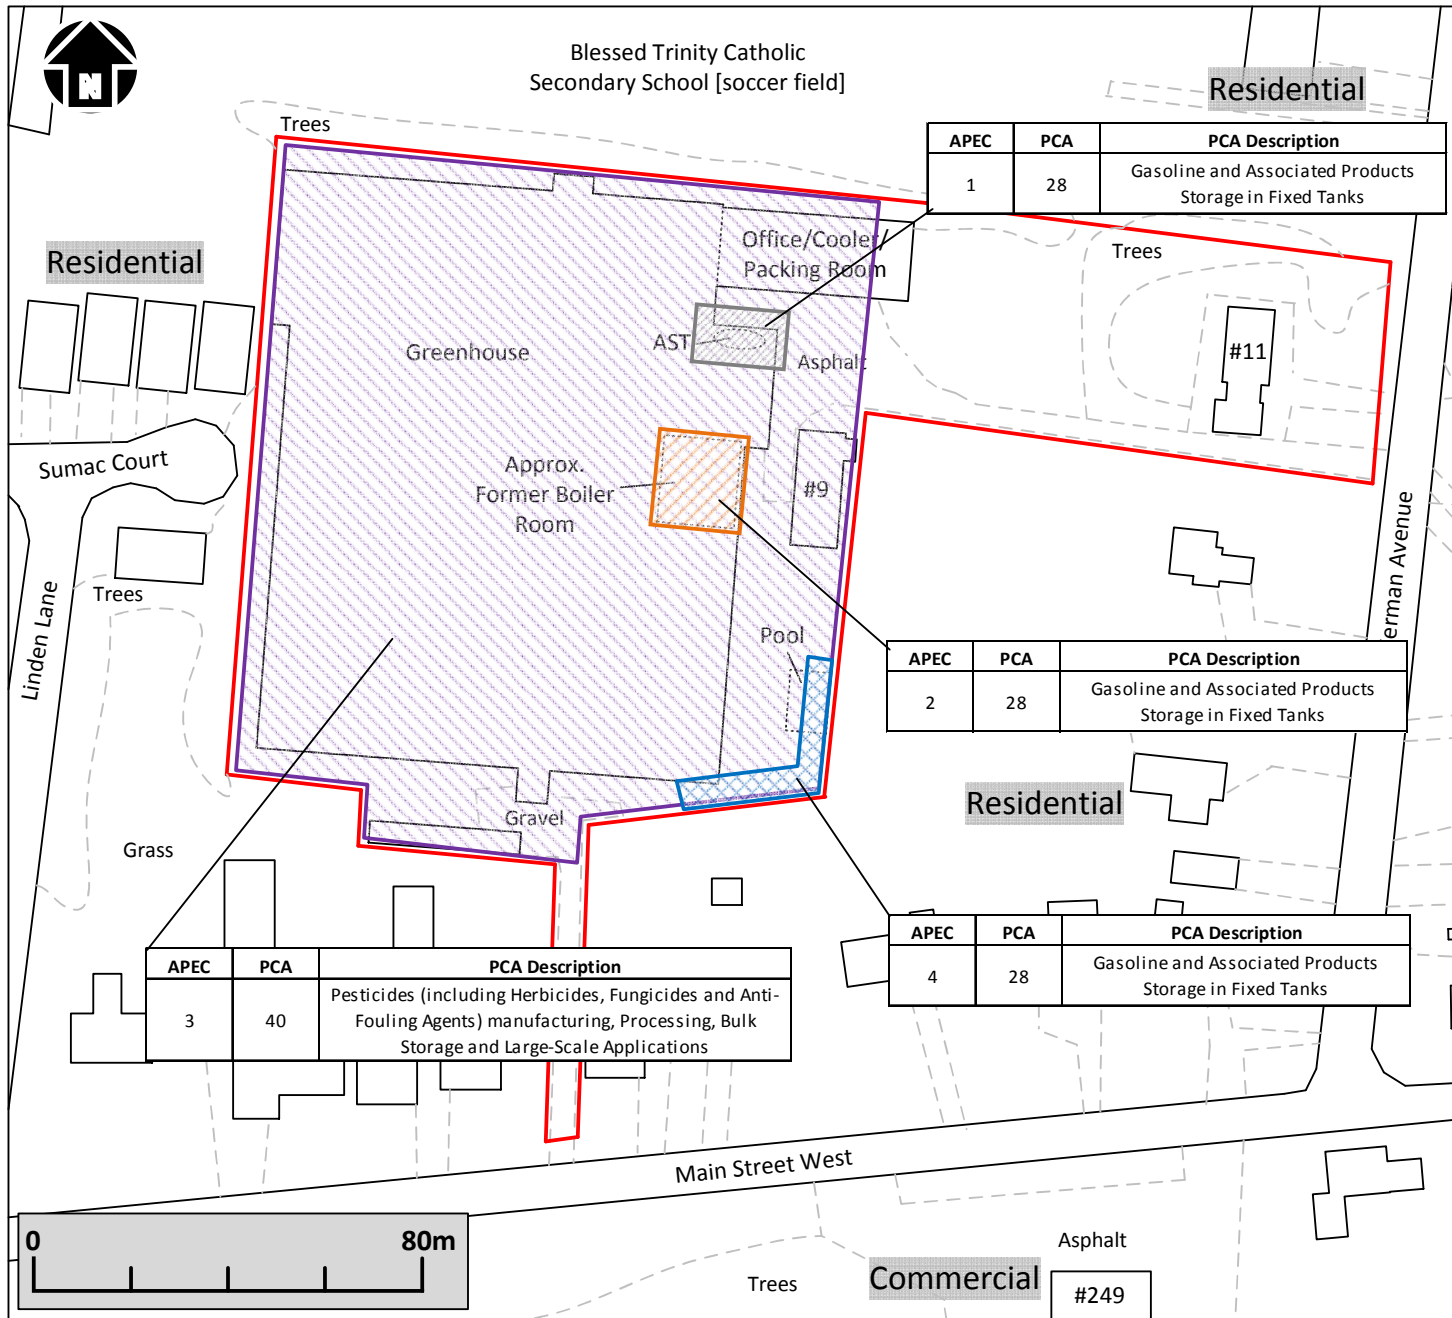 N
Blessed Trinity Catholic
Secondary School [soccer field]
Residential
Trees
APEC PCA PCA Description
1 28 Gasoline and Associated Products
Storage in Fixed Tanks
Residential
Office/Cooler/
Packing Room
Trees
AST
Greenhouse
Asphalt
#11
Sumac Court
Approx.
Former Boiler
Room
#9
Linden Lane
Trees
erman Avenue
Pool
APEC PCA PCA Description
2 28 Gasoline and Associated Products
Storage in Fixed Tanks
Residential
Gravel
Grass
APEC PCA PCA Description
4 28 Gasoline and Associated Products
Storage in Fixed Tanks
APEC PCA PCA Description
3 40 Pesticides (including Herbicides, Fungicides and Anti-
Fouling Agents) manufacturing, Processing, Bulk
Storage and Large-Scale Applications
Main Street West
0 80m
Asphalt
Trees
Commercial
#249